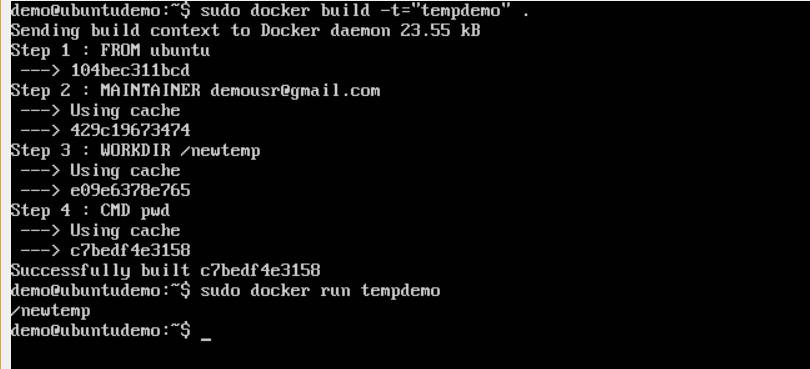 demo@ubuntudemo:~$ sudo docker build -t="tempdemo" .
Sending build context to Docker daemon 23.55 kB
Step 1 : FROM ubuntu
 ---> 104bec311bcd
Step 2 : MAINTAINER demousr@gmail.com
 ---> Using cache
 ---> 429c19673474
Step 3 : WORKDIR /newtemp
 ---> Using cache
 ---> e09e6378e765
Step 4 : CMD pwd
 ---> Using cache
 ---> c7bedf4e3158
Successfully built c7bedf4e3158
demo@ubuntudemo:~$ sudo docker run tempdemo
/newtemp
demo@ubuntudemo:~$ _